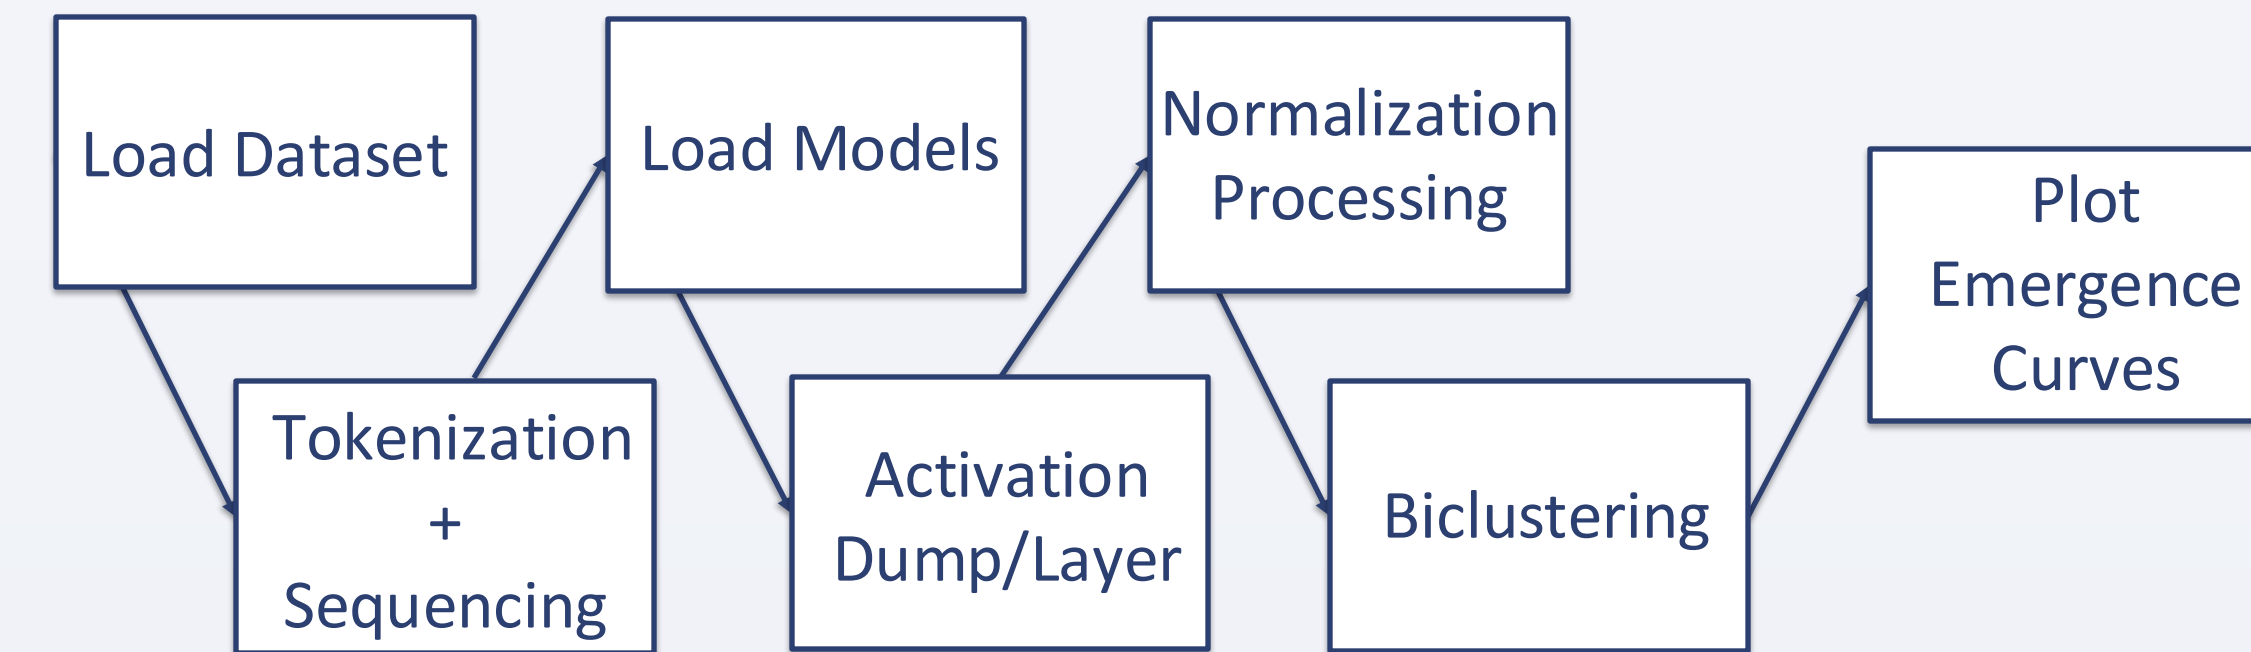 Load Dataset
Tokenization
+
Sequencing
Load Models
Activation
Dump/Layer
Normalization
Processing
Biclustering
Plot
Emergence
Curves